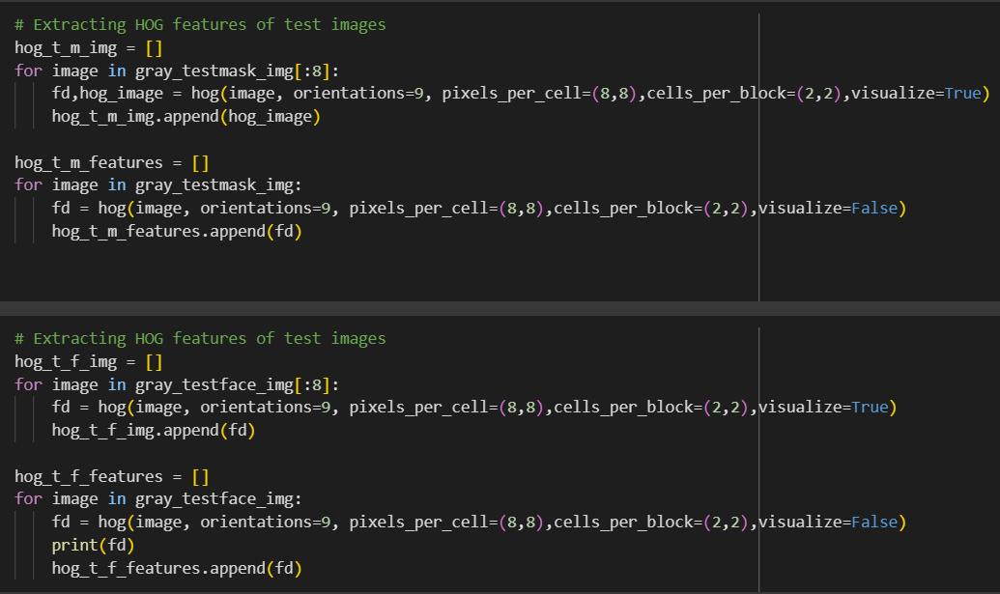 # Extracting HOG features of test images
hog_t_m_img = []
for image in gray_testmask_img[:8]:
    fd,hog_image = hog(image, orientations=9, pixels_per_cell=(8,8),cells_per_block=(2,2),visualize=True)
    hog_t_m_img.append(hog_image)

hog_t_m_features = []
for image in gray_testmask_img:
    fd = hog(image, orientations=9, pixels_per_cell=(8,8),cells_per_block=(2,2),visualize=False)
    hog_t_m_features.append(fd)

# Extracting HOG features of test images
hog_t_f_img = []
for image in gray_testface_img[:8]:
    fd = hog(image, orientations=9, pixels_per_cell=(8,8),cells_per_block=(2,2),visualize=True)
    hog_t_f_img.append(fd)

hog_t_f_features = []
for image in gray_testface_img:
    fd = hog(image, orientations=9, pixels_per_cell=(8,8),cells_per_block=(2,2),visualize=False)
    print(fd)
    hog_t_f_features.append(fd)